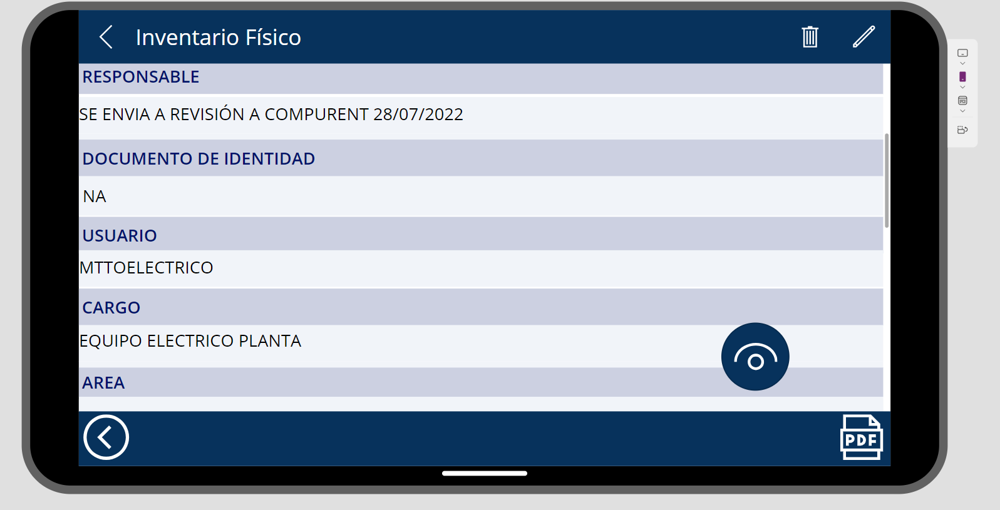 Inventario Físico
RESPONSABLE
SE ENVIA A REVISIÓN A COMPURENT 28/07/2022
DOCUMENTO DE IDENTIDAD
NA
USUARIO
MTTOELECTRICO
CARGO
EQUIPO ELECTRICO PLANTA
AREA
PDF